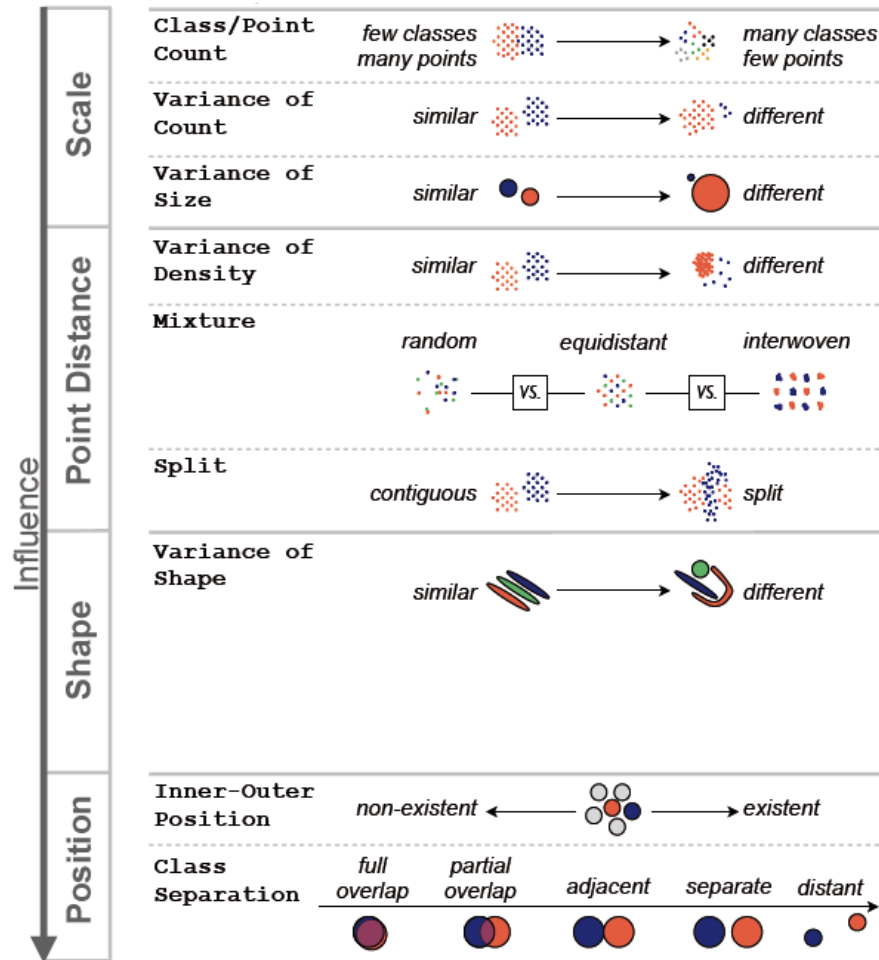 Influence
Scale
Class/Point
Count
few classes
many points
many classes
few points
Variance of
Count
similar
different
Variance of
Size
similar
different
Point Distance
Variance of
Density
similar
different
Mixture
random
equidistant
interwoven
VS.
VS.
Split
contiguous
split
Shape
Variance of
Shape
similar
different
Position
Inner-Outer
Position
non-existent
existent
Class
Separation
full
overlap
partial
overlap
adjacent
separate
distant